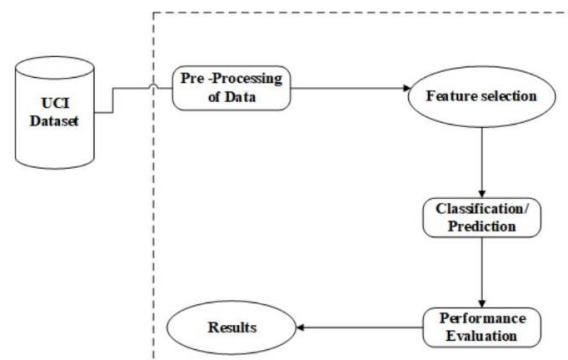 UCI
Dataset
Pre -Processing
of Data
Feature selection
Classification/
Prediction
Performance
Evaluation
Results